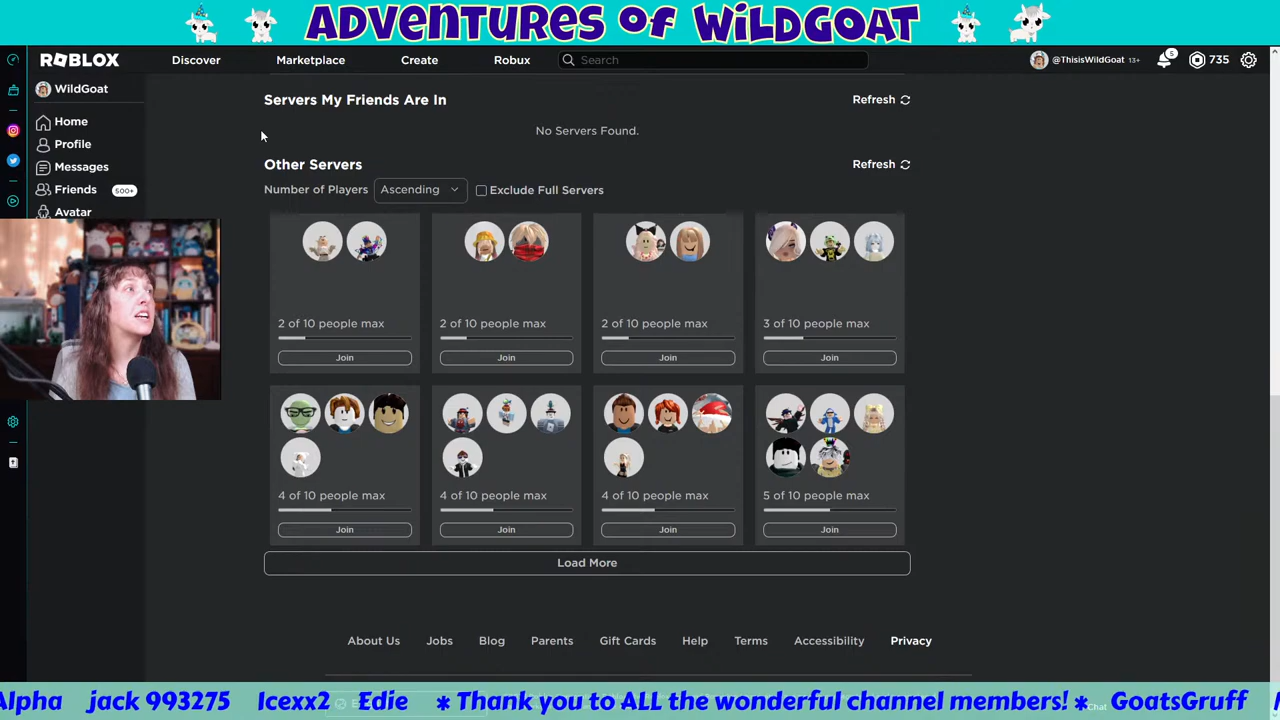 ADVENTURES OF WILDGOAT
ROBLOX
Discover
Marketplace
Create
Robux
Search
@ThisisWildGoat 13+
5
735
WildGoat
Home
Profile
Messages
Friends
500+
Avatar
Servers My Friends Are In
Refresh
No Servers Found.
Other Servers
Refresh
Number of Players
Ascending
Exclude Full Servers
2 of 10 people max
2 of 10 people max
2 of 10 people max
3 of 10 people max
Join
Join
Join
Join
4 of 10 people max
4 of 10 people max
4 of 10 people max
5 of 10 people max
Join
Join
Join
Join
Load More
About Us
Jobs
Blog
Parents
Gift Cards
Help
Terms
Accessibility
Privacy
Alpha jack 993275 Icexx2 Edie * Thank you to ALL the wonderful channel members! * GoatsGruff
Chat